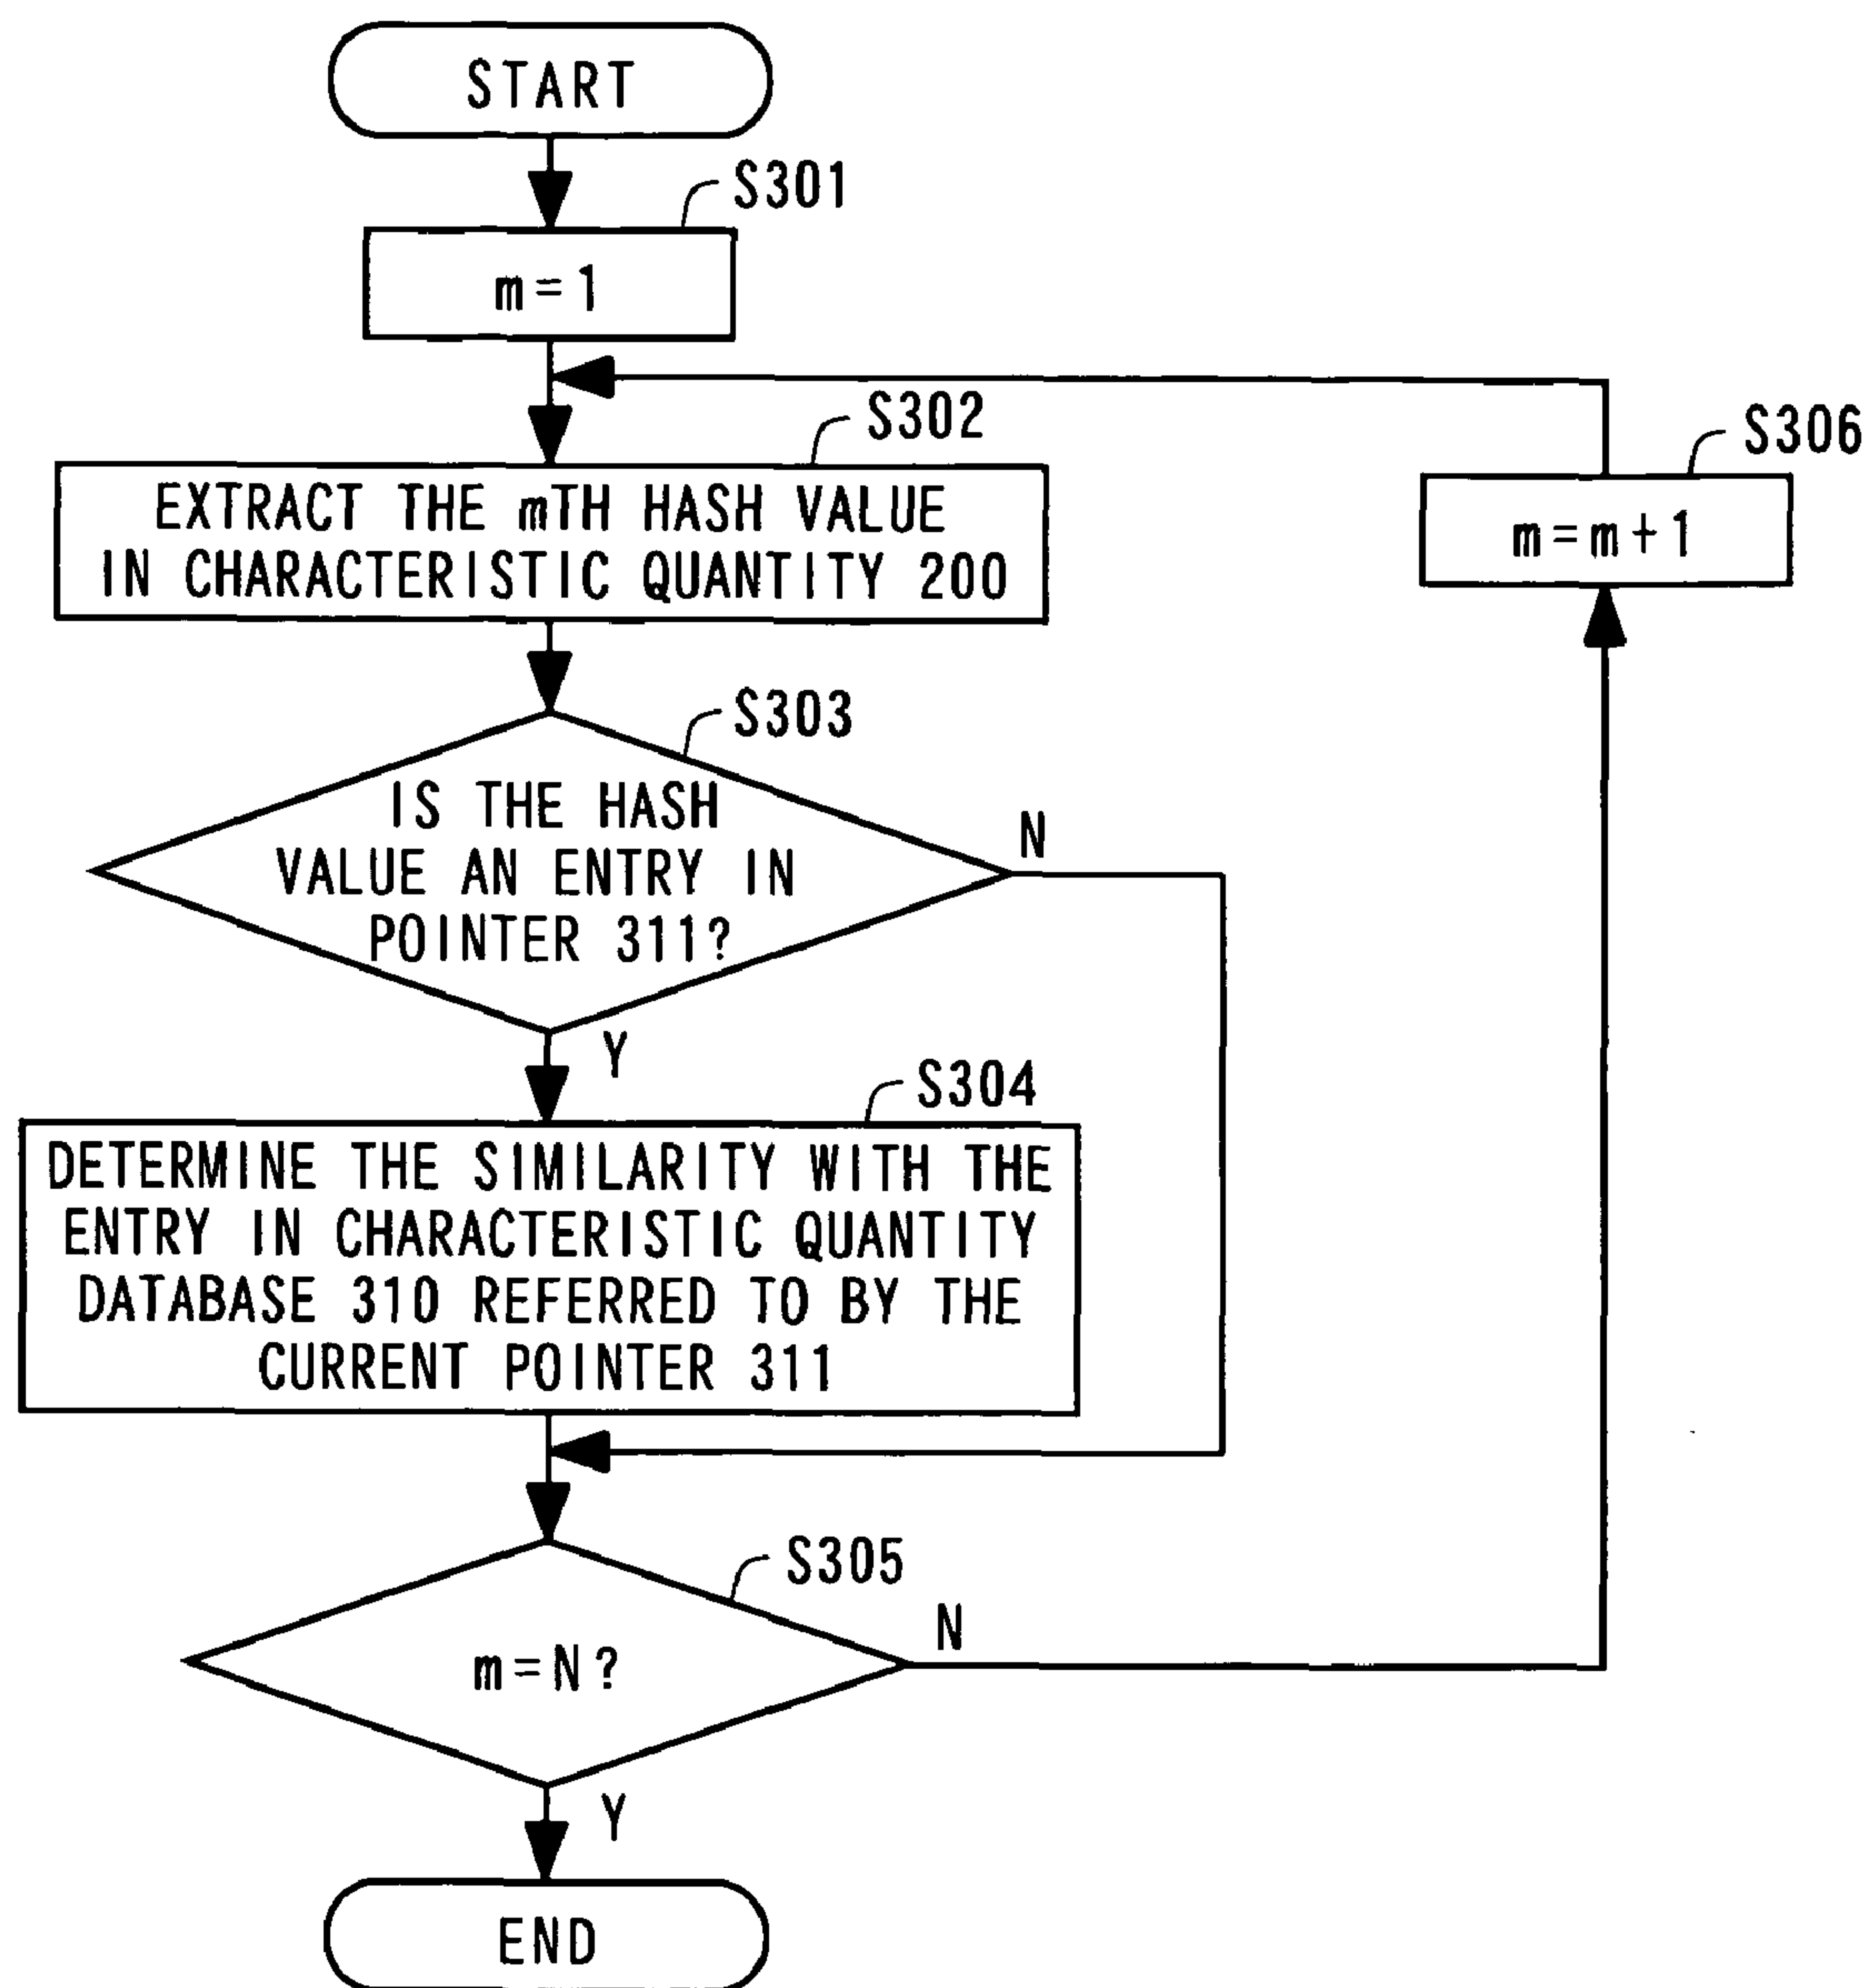 START
S301
m=1
S302
EXTRACT THE mTH HASH VALUE
IN CHARACTERISTIC QUANTITY 200
S306
m=m+1
S303
IS THE HASH
VALUE AN ENTRY IN
POINTER 311?
N
Y
S304
DETERMINE THE SIMILARITY WITH THE
ENTRY IN CHARACTERISTIC QUANTITY
DATABASE 310 REFERRED TO BY THE
CURRENT POINTER 311
S305
m=N?
N
Y
END